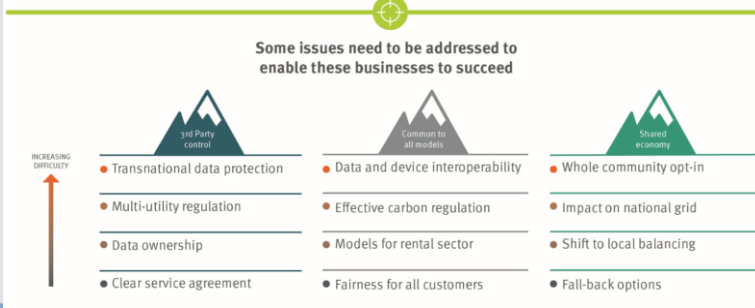 Some issues need to be addressed to
enable these businesses to succeed
3rd Party
control
Common to
all models
Shared
economy
INCREASING
DIFFICULTY
Transnational data protection
Data and device interoperability
Whole community opt-in
Multi-utility regulation
Effective carbon regulation
Impact on national grid
Data ownership
Models for rental sector
Shift to local balancing
Clear service agreement
Fairness for all customers
Fall-back options